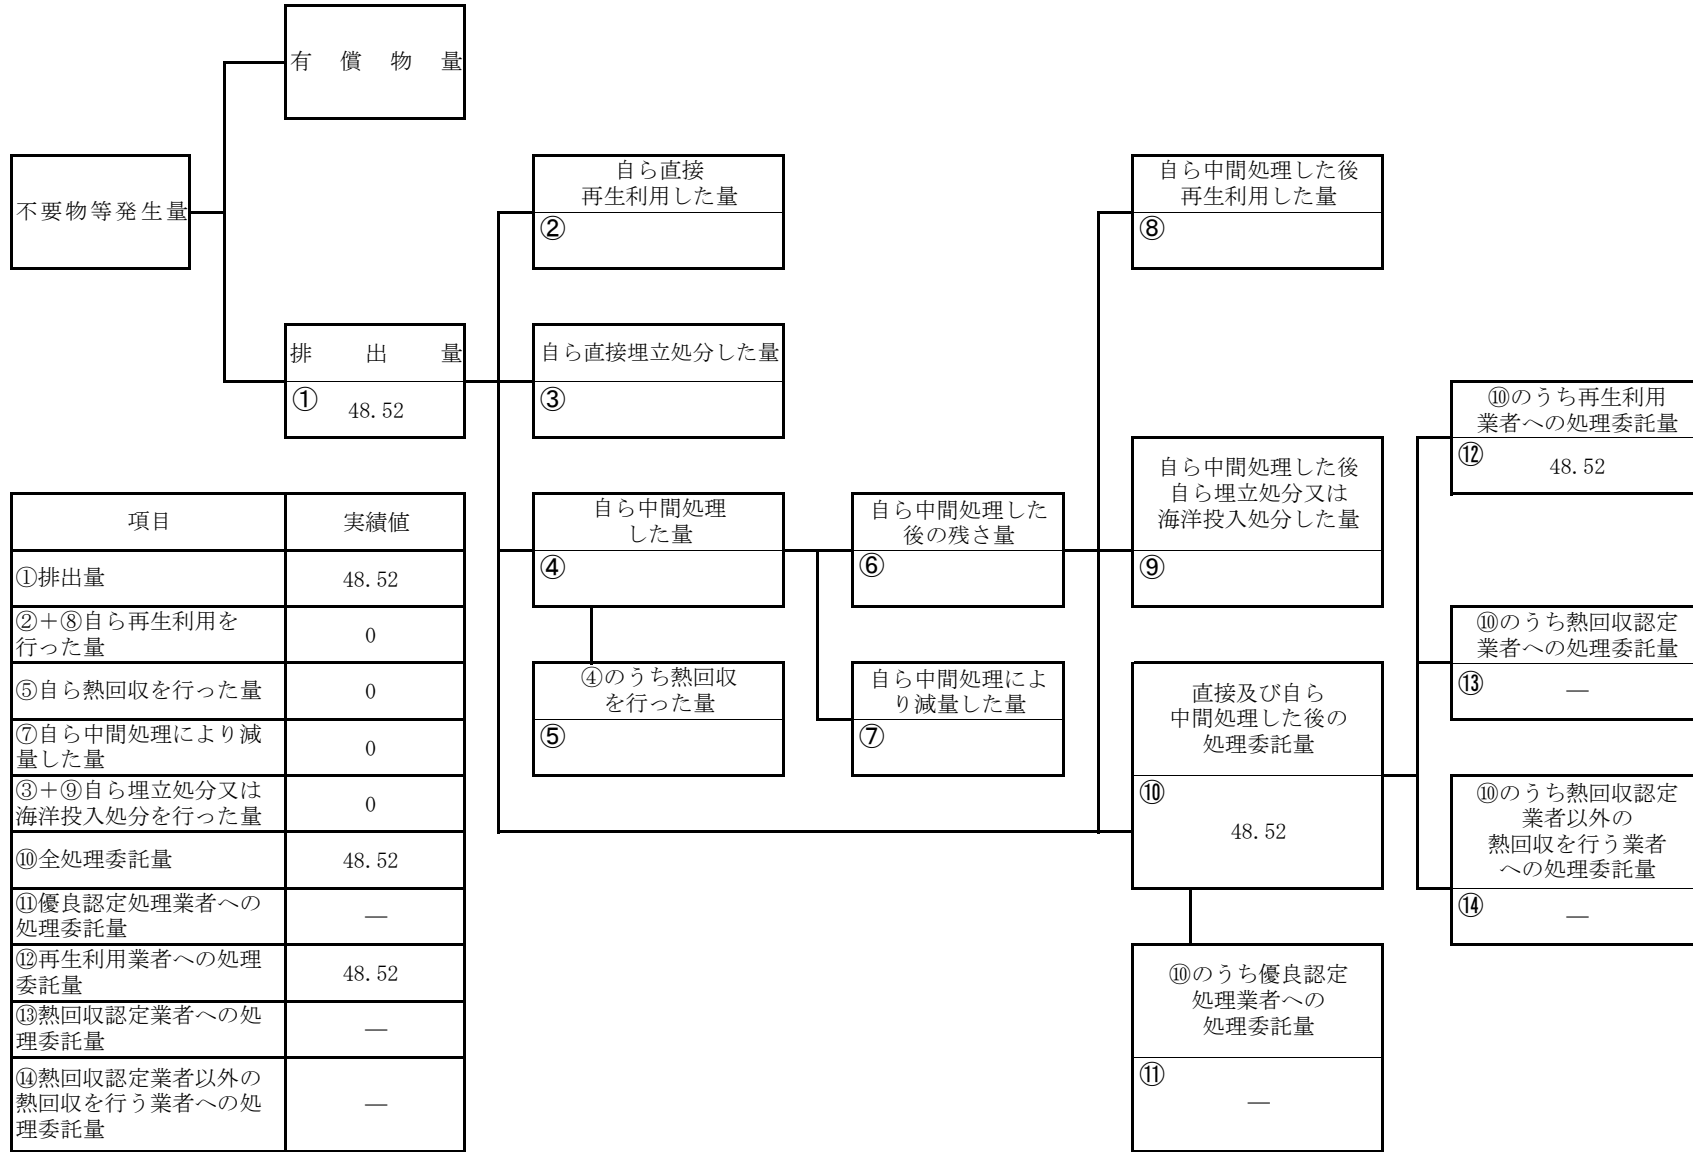 有償物量
不要物等発生量
排出量
① 48.52
自ら直接
再生利用した量
②
自ら直接埋立処分した量
③
自ら中間処理
した量
④
④のうち熱回収
を行った量
⑤
自ら中間処理した
後の残さ量
⑥
自ら中間処理によ
り減量した量
⑦
自ら中間処理した後
再生利用した量
⑧
自ら中間処理した後
自ら埋立処分又は
海洋投入処分した量
⑨
直接及び自ら
中間処理した後の
処理委託量
⑩
48.52
⑩のうち優良認定
処理業者への
処理委託量
⑪
―
⑩のうち再生利用
業者への処理委託量
⑫ 48.52
⑩のうち熱回収認定
業者への処理委託量
⑬ ―
⑩のうち熱回収認定
業者以外の
熱回収を行う業者
への処理委託量
⑭ ―
項目 実績値
①排出量 48.52
②+⑧自ら再生利用を
行った量 0
⑤自ら熱回収を行った量 0
⑦自ら中間処理により減
量した量 0
③+⑨自ら埋立処分又は
海洋投入処分を行った量 0
⑩全処理委託量 48.52
⑪優良認定処理業者への
処理委託量 ―
⑫再生利用業者への処理
委託量 48.52
⑬熱回収認定業者への処
理委託量 ―
⑭熱回収認定業者以外の
熱回収を行う業者への処
理委託量 ―